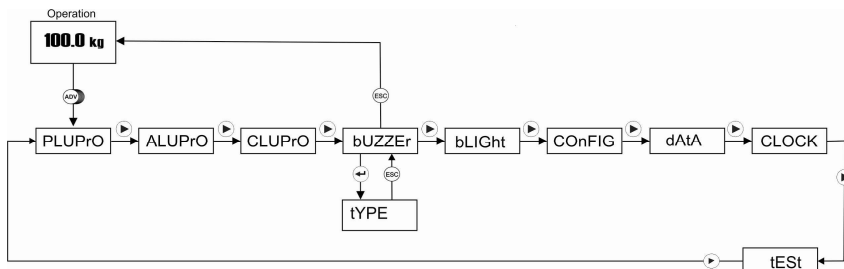 Operation
100.0 kg
ADV
ESC
PLUPrO ALUPrO CLUPrO bUZZEr bLIGht COnFIG dAtA CLOCK
ESC
tYPE
tESt